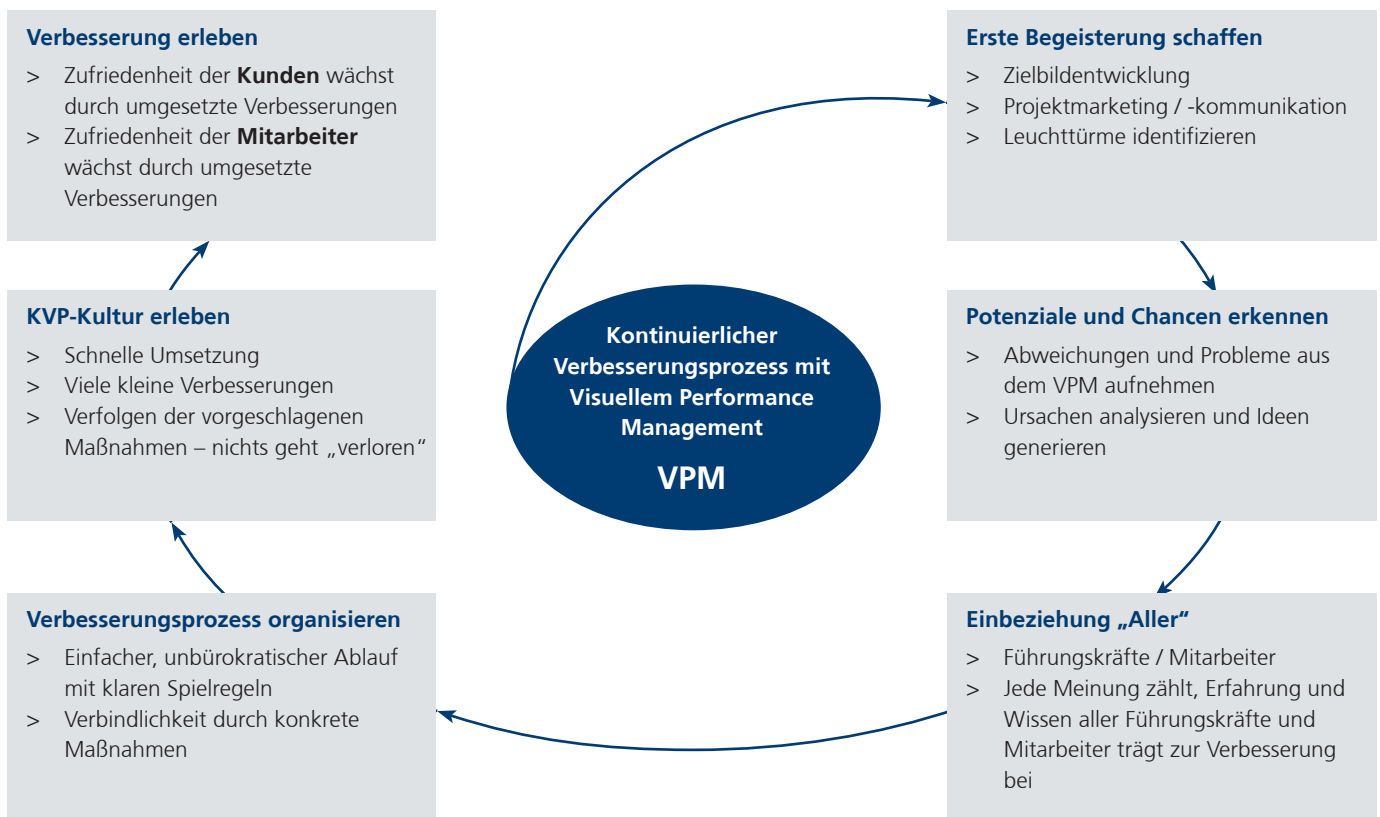 Verbesserung erleben
> Zufriedenheit der Kunden wächst
durch umgesetzte Verbesserungen
> Zufriedenheit der Mitarbeiter
wächst durch umgesetzte
Verbesserungen
Erste Begeisterung schaffen
> Zielbildentwicklung
> Projektmarketing / -kommunikation
> Leuchttürme identifizieren
KVP-Kultur erleben
> Schnelle Umsetzung
> Viele kleine Verbesserungen
> Verfolgen der vorgeschlagenen
Maßnahmen – nichts geht „verloren“
Kontinuierlicher
Verbesserungsprozess mit
Visuellem Performance
Management
VPM
Potenziale und Chancen erkennen
> Abweichungen und Probleme aus
dem VPM aufnehmen
> Ursachen analysieren und Ideen
generieren
Verbesserungsprozess organisieren
> Einfacher, unbürokratischer Ablauf
mit klaren Spielregeln
> Verbindlichkeit durch konkrete
Maßnahmen
Einbeziehung „Aller“
> Führungskräfte / Mitarbeiter
> Jede Meinung zählt, Erfahrung und
Wissen aller Führungskräfte und
Mitarbeiter trägt zur Verbesserung
bei